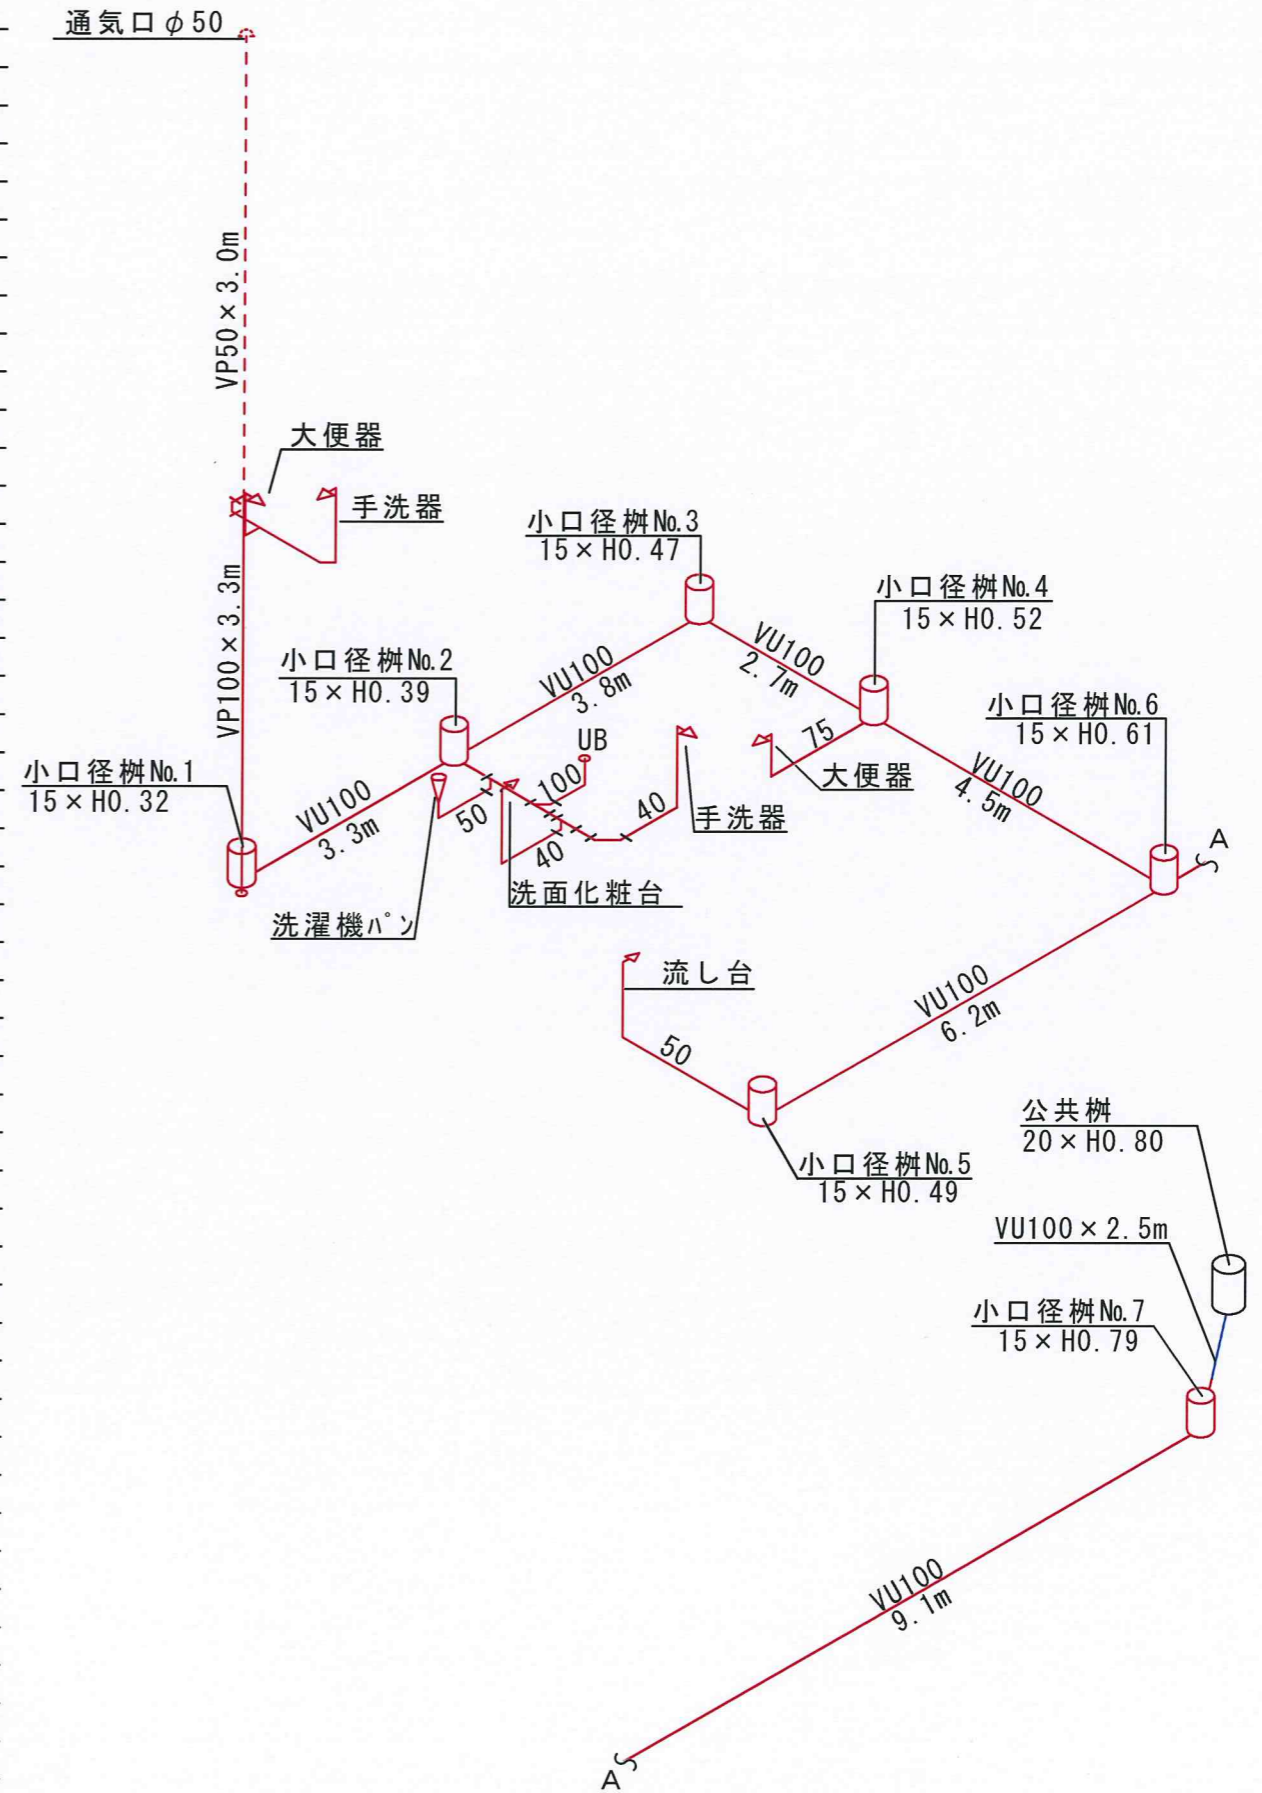 通気口φ50
VP50×3.0m
大便器
手洗器
VP100×3.3m
小口径桝№3
15×H0.47
小口径桝№4
15×H0.52
VU100
2.7m
小口径桝№2
15×H0.39
VU100
3.8m
小口径桝№6
15×H0.61
UB
75
大便器
小口径桝№1
15×H0.32
VU100
3.3m
50
100
40
手洗器
VU100
4.5m
A
40
洗面化粧台
洗濯機パン
流し台
VU100
6.2m
50
公共桝
20×H0.80
小口径桝№5
15×H0.49
VU100×2.5m
小口径桝№7
15×H0.79
VU100
9.1m
A